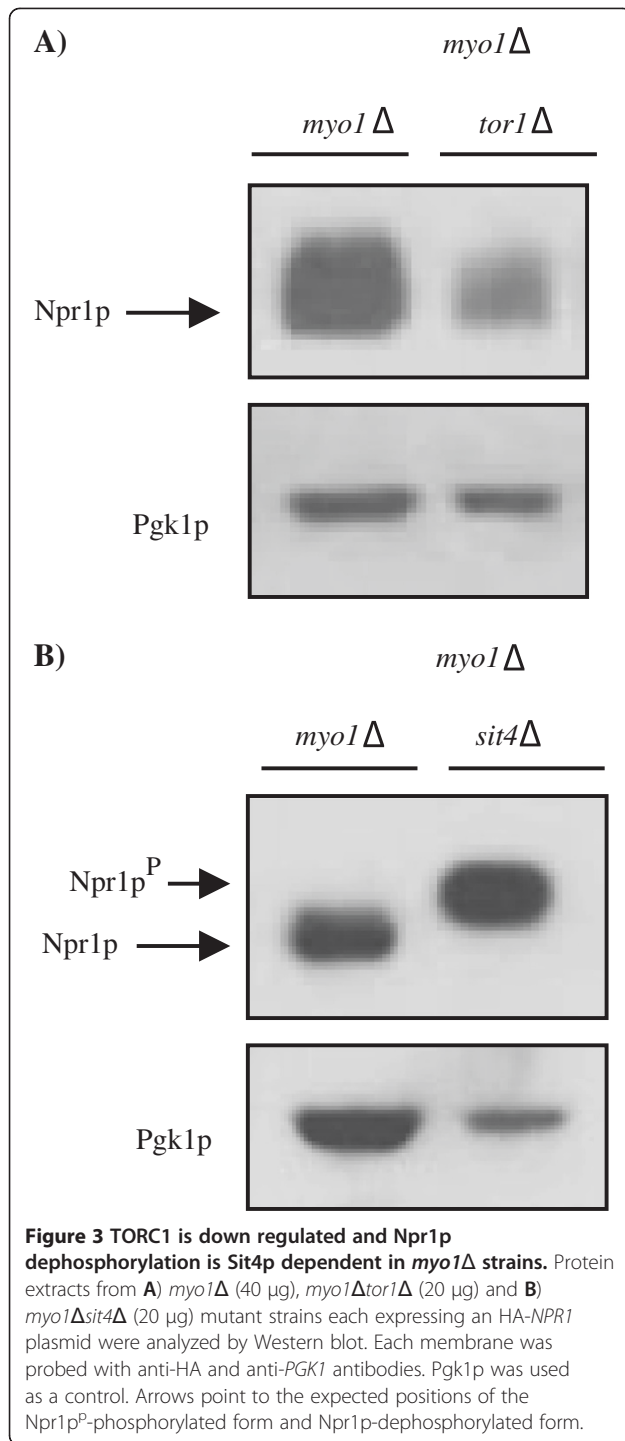 A)
myo1Δ
myo1Δ tor1Δ
Npr1p
Pgk1p
B)
myo1Δ
myo1Δ sit4Δ
Npr1pᴾ
Npr1p
Pgk1p
Figure 3 TORC1 is down regulated and Npr1p
dephosphorylation is Sit4p dependent in myo1Δ strains. Protein
extracts from A) myo1Δ (40 μg), myo1Δtor1Δ (20 μg) and B)
myo1Δsit4Δ (20 μg) mutant strains each expressing an HA-NPR1
plasmid were analyzed by Western blot. Each membrane was
probed with anti-HA and anti-PGK1 antibodies. Pgk1p was used
as a control. Arrows point to the expected positions of the
Npr1pᴾ-phosphorylated form and Npr1p-dephosphorylated form.